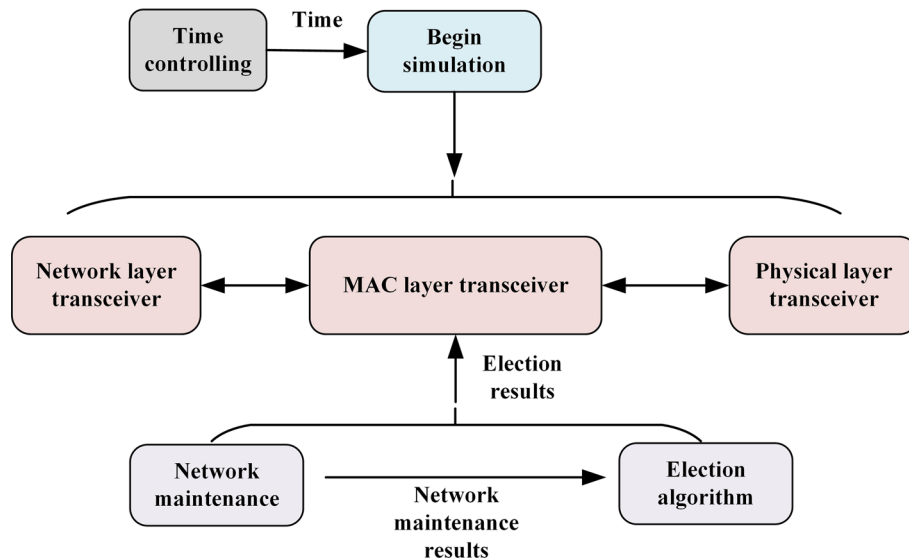 Time
Time
controlling
Begin
simulation
Network layer
transceiver
MAC layer transceiver
Physical layer
transceiver
Election
results
Network
maintenance
Election
algorithm
Network
maintenance
results